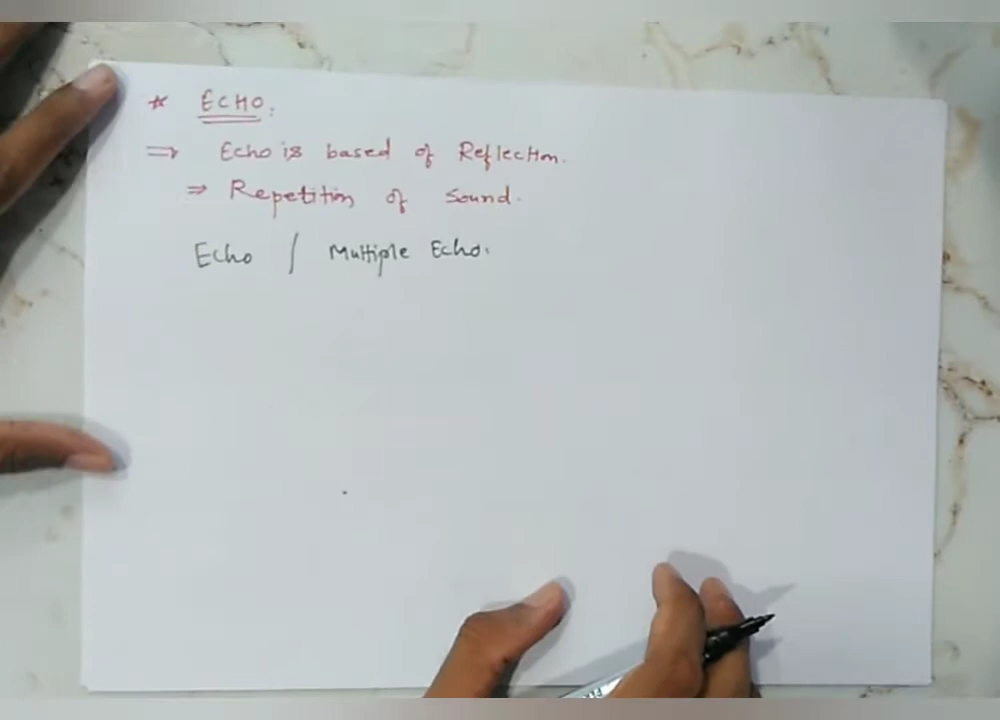 * ECHO.
⇒ Echo is based of Reflection.
⇒ Repetition of Sound.
Echo / Multiple Echo.